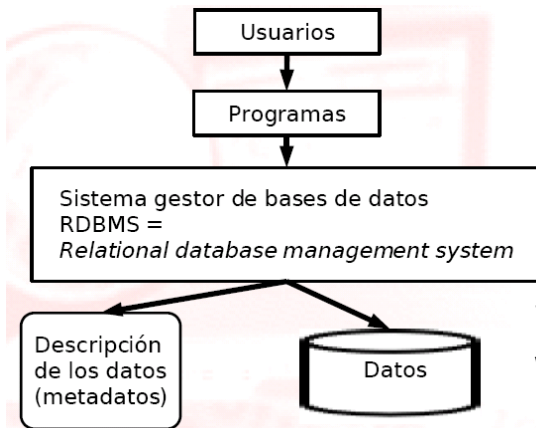 Usuarios
Programas
Sistema gestor de bases de datos
RDBMS =
Relational database management system
Descripción
de los datos
(metadatos)
Datos